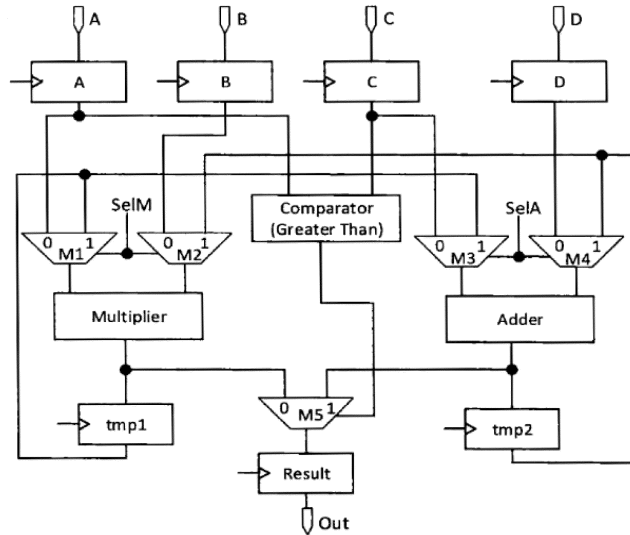 A B C D
A B C D
SelM SelA
Comparator
(Greater Than)
0 1 0 1 0 1 0 1
M1 M2 M3 M4
Multiplier Adder
0 1
M5
tmp1 tmp2
Result
Out